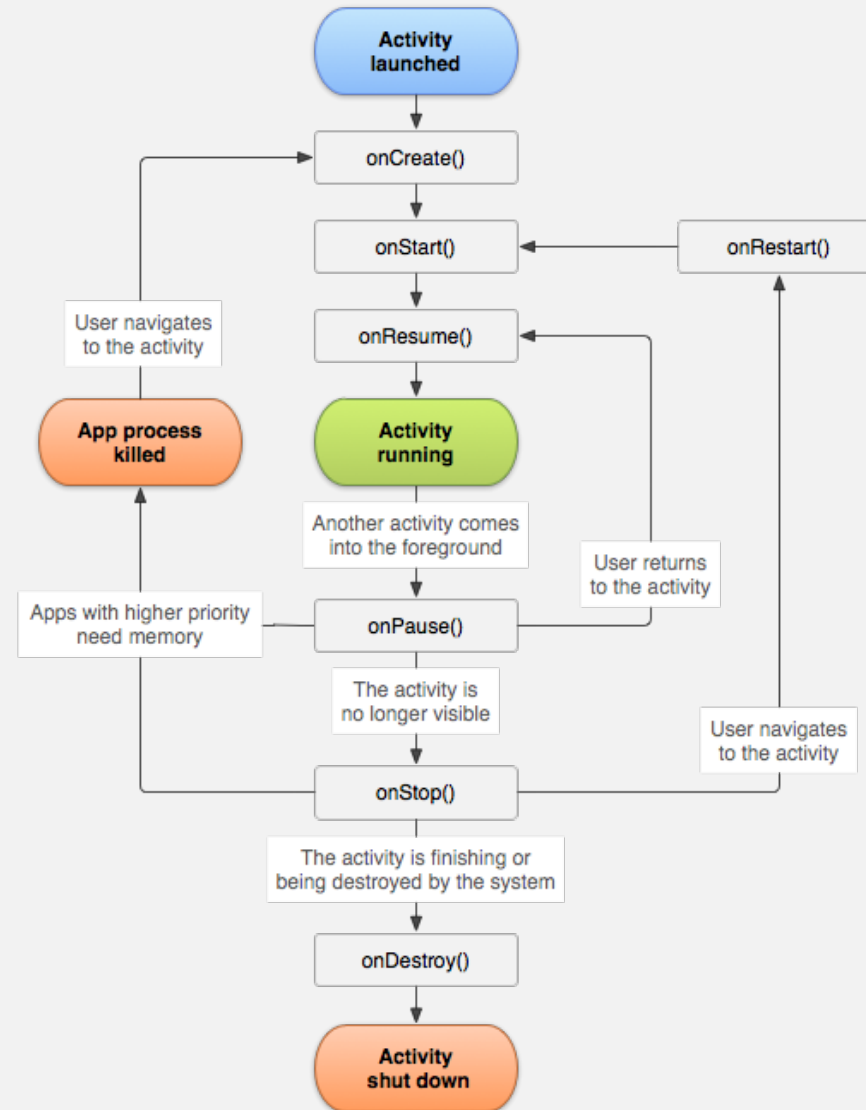 Activity
launched
onCreate()
onStart()
onRestart()
User navigates
to the activity
onResume()
App process
killed
Activity
running
Another activity comes
into the foreground
User returns
to the activity
Apps with higher priority
need memory
onPause()
The activity is
no longer visible
User navigates
to the activity
onStop()
The activity is finishing or
being destroyed by the system
onDestroy()
Activity
shut down